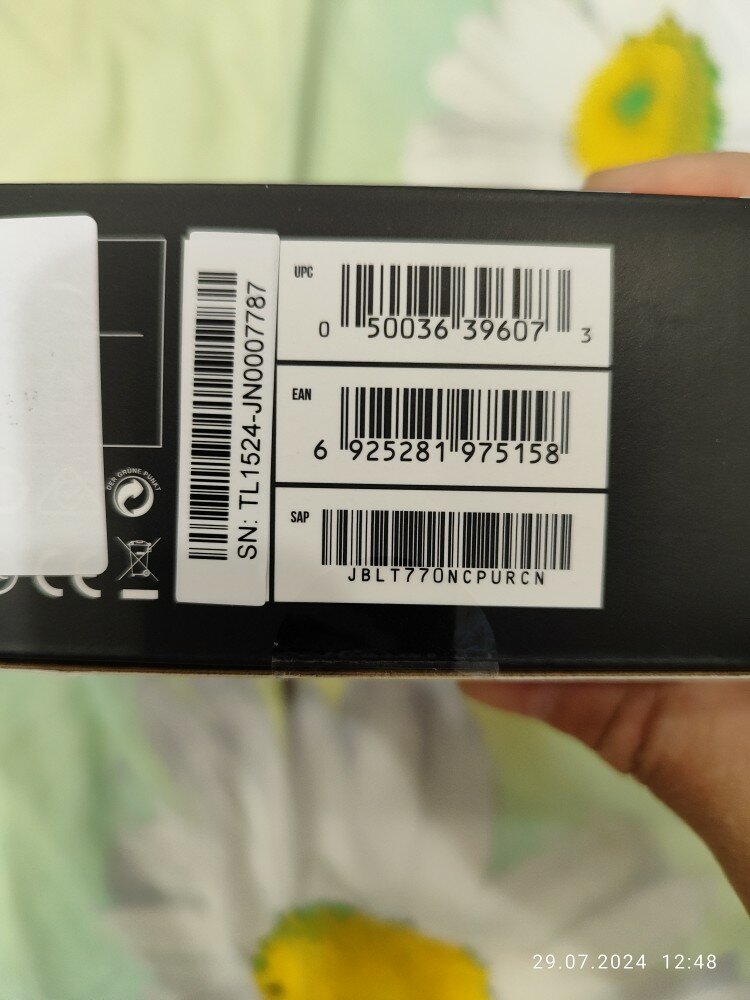 UPC
0 50036 39607 3
EAN
6 925281 975158
SAP
JBLT770NCPURCN
SN: TL1524-JN0007787
DER GRÜNE PUNKT
CE
29.07.2024 12:48